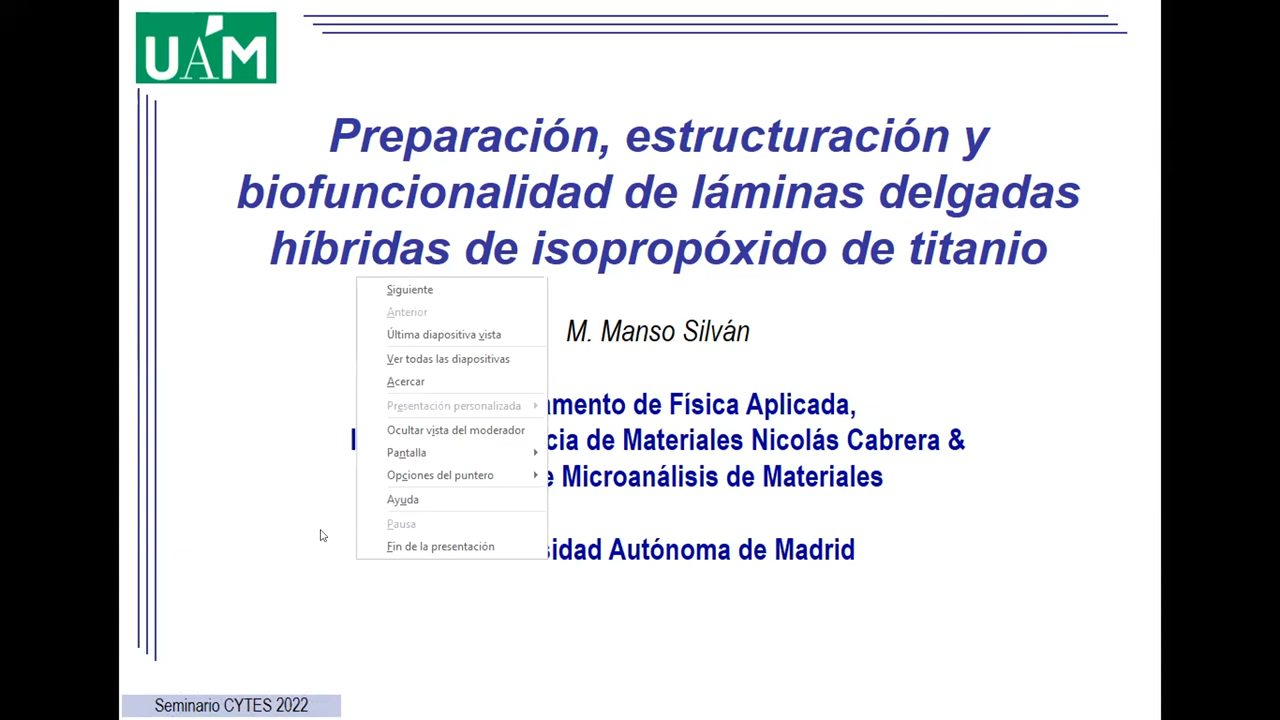 UAM
Preparación, estructuración y
biofuncionalidad de láminas delgadas
híbridas de isopropóxido de titanio
M. Manso Silván
Siguiente
Anterior
Última diapositiva vista
Ver todas las diapositivas
Acercar
Presentación personalizada
Ocultar vista del moderador
Pantalla
Opciones del puntero
Ayuda
Pausa
Fin de la presentación
amento de Física Aplicada,
cia de Materiales Nicolás Cabrera &
e Microanálisis de Materiales
sidad Autónoma de Madrid
Seminario CYTES 2022